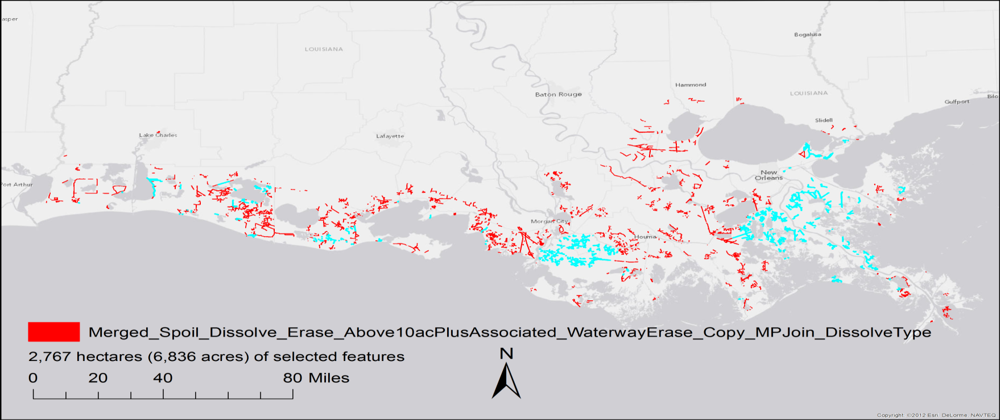 asper
Bogalusa
LOUISIANA
Hammond
Baton Rouge
LOUISIANA
Gulfport
Bilo
Slidell
Lake Charles
Lafayette
New
Orleans
Port Arthur
Morgan City
Houma
Merged_Spoil_Dissolve_Erase_Above10acPlusAssociated_WaterwayErase_Copy_MPJoin_DissolveType
2,767 hectares (6,836 acres) of selected features
N
0 20 40 80 Miles
Copyright: ©2012 Esri, DeLorme, NAVTEQ